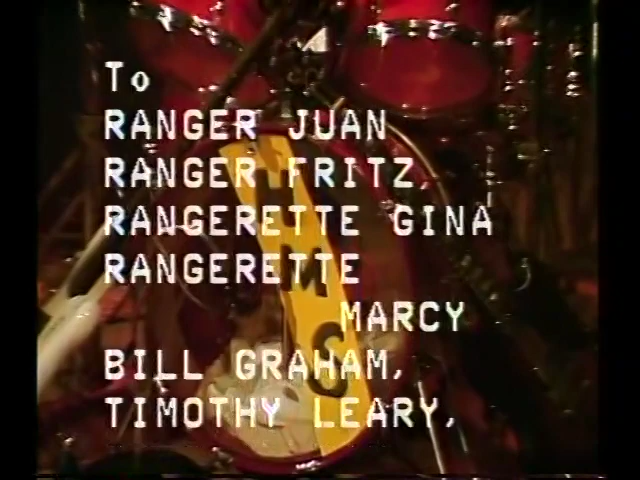 To
RANGER JUAN
RANGER FRITZ,
RANGERETTE GINA
RANGERETTE
MARCY
BILL GRAHAM,
TIMOTHY LEARY,